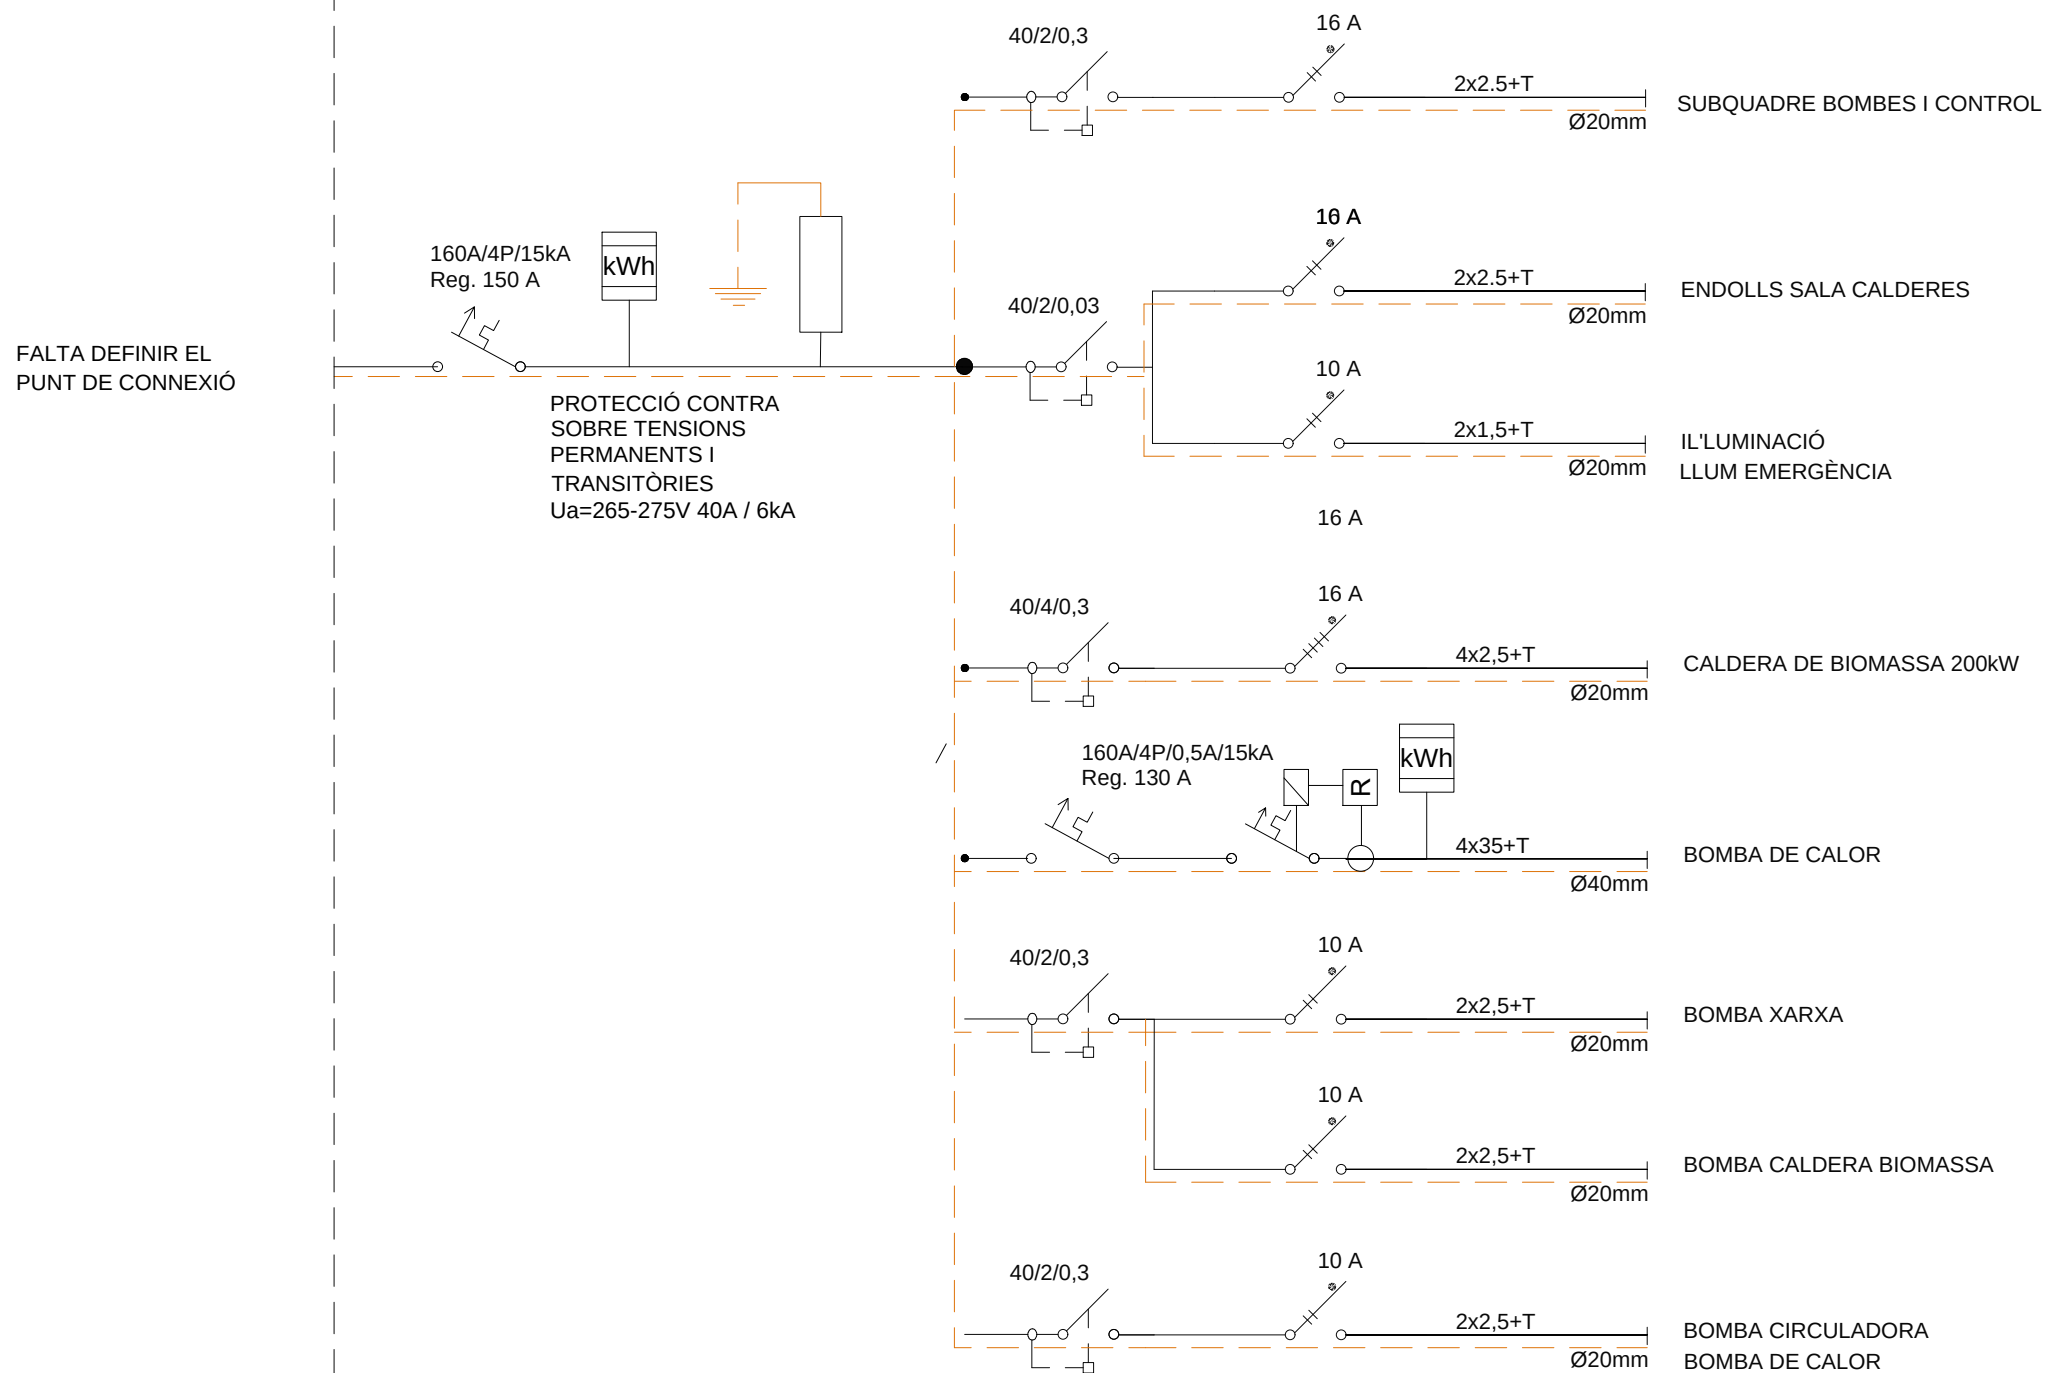 40/2/0,3
16 A
2x2.5+T
SUBQUADRE BOMBES I CONTROL
Ø20mm
160A/4P/15kA
Reg. 150 A
kWh
FALTA DEFINIR EL
PUNT DE CONNEXIÓ
PROTECCIÓ CONTRA
SOBRE TENSIONS
PERMANENTS I
TRANSITÒRIES
Ua=265-275V 40A / 6kA
40/2/0,03
2x2.5+T
ENDOLLS SALA CALDERES
Ø20mm
10 A
2x1,5+T
IL'LUMINACIÓ
LLUM EMERGÈNCIA
Ø20mm
16 A
40/4/0,3
16 A
4x2,5+T
CALDERA DE BIOMASSA 200kW
Ø20mm
160A/4P/0,5A/15kA
Reg. 130 A
R
kWh
4x35+T
BOMBA DE CALOR
Ø40mm
40/2/0,3
10 A
2x2,5+T
BOMBA XARXA
Ø20mm
10 A
2x2,5+T
BOMBA CALDERA BIOMASSA
Ø20mm
40/2/0,3
10 A
2x2,5+T
BOMBA CIRCULADORA
BOMBA DE CALOR
Ø20mm